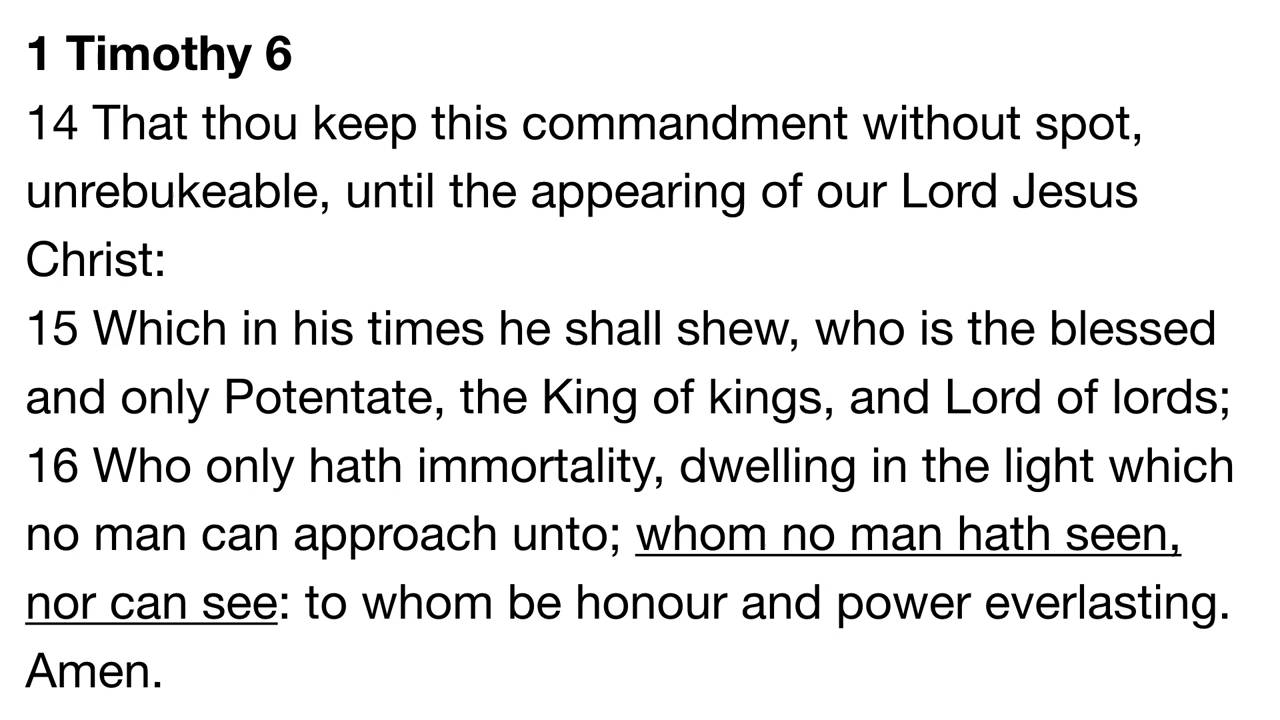 1 Timothy 6
14 That thou keep this commandment without spot,
unrebukeable, until the appearing of our Lord Jesus
Christ:
15 Which in his times he shall shew, who is the blessed
and only Potentate, the King of kings, and Lord of lords;
16 Who only hath immortality, dwelling in the light which
no man can approach unto; whom no man hath seen,
nor can see: to whom be honour and power everlasting.
Amen.